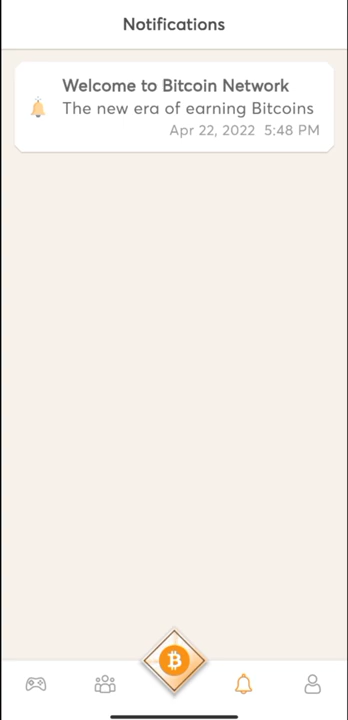 Notifications
Welcome to Bitcoin Network
The new era of earning Bitcoins
Apr 22, 2022 5:48 PM